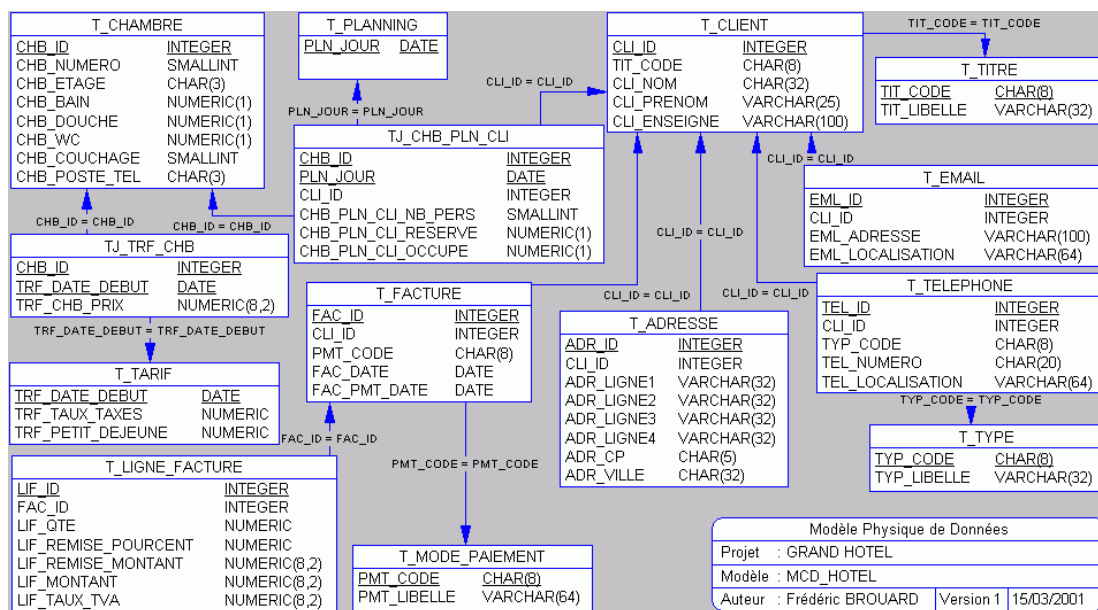 T_CHAMBRE
CHB_ID INTEGER
CHB_NUMERO SMALLINT
CHB_ETAGE CHAR(3)
CHB_BAIN NUMERIC(1)
CHB_DOUCHE NUMERIC(1)
CHB_WC NUMERIC(1)
CHB_COUCHAGE SMALLINT
CHB_POSTE_TEL CHAR(3)
T_PLANNING
PLN_JOUR DATE
T_CLIENT
CLI_ID INTEGER
TIT_CODE CHAR(8)
CLI_NOM CHAR(32)
CLI_PRENOM VARCHAR(25)
CLI_ENSEIGNE VARCHAR(100)
TIT_CODE = TIT_CODE
T_TITRE
TIT_CODE CHAR(8)
TIT_LIBELLE VARCHAR(32)
CLI_ID = CLI_ID
PLN_JOUR = PLN_JOUR
TJ_CHB_PLN_CLI
CHB_ID INTEGER
PLN_JOUR DATE
CLI_ID INTEGER
CHB_PLN_CLI_NB_PERS SMALLINT
CHB_PLN_CLI_RESERVE NUMERIC(1)
CHB_PLN_CLI_OCCUPE NUMERIC(1)
CLI_ID = CLI_ID
T_EMAIL
EML_ID INTEGER
CLI_ID INTEGER
EML_ADRESSE VARCHAR(100)
EML_LOCALISATION VARCHAR(64)
CHB_ID = CHB_ID
CHB_ID = CHB_ID
TJ_TRF_CHB
CHB_ID INTEGER
TRF_DATE_DEBUT DATE
TRF_CHB_PRIX NUMERIC(8,2)
CLI_ID = CLI_ID
T_FACTURE
FAC_ID INTEGER
CLI_ID INTEGER
PMT_CODE CHAR(8)
FAC_DATE DATE
FAC_PMT_DATE DATE
CLI_ID = CLI_ID
CLI_ID = CLI_ID
T_TELEPHONE
TEL_ID INTEGER
CLI_ID INTEGER
TYP_CODE CHAR(8)
TEL_NUMERO CHAR(20)
TEL_LOCALISATION VARCHAR(64)
T_ADRESSE
ADR_ID INTEGER
CLI_ID INTEGER
ADR_LIGNE1 VARCHAR(32)
ADR_LIGNE2 VARCHAR(32)
ADR_LIGNE3 VARCHAR(32)
ADR_LIGNE4 VARCHAR(32)
ADR_CP CHAR(5)
ADR_VILLE CHAR(32)
TRF_DATE_DEBUT = TRF_DATE_DEBUT
T_TARIF
TRF_DATE_DEBUT DATE
TRF_TAUX_TAXES NUMERIC
TRF_PETIT_DEJEUNE NUMERIC
TYP_CODE = TYP_CODE
T_TYPE
TYP_CODE CHAR(8)
TYP_LIBELLE VARCHAR(32)
FAC_ID = FAC_ID
PMT_CODE = PMT_CODE
T_LIGNE_FACTURE
LIF_ID INTEGER
FAC_ID INTEGER
LIF_QTE NUMERIC
LIF_REMISE_POURCENT NUMERIC
LIF_REMISE_MONTANT NUMERIC(8,2)
LIF_MONTANT NUMERIC(8,2)
LIF_TAUX_TVA NUMERIC(8,2)
T_MODE_PAIEMENT
PMT_CODE CHAR(8)
PMT_LIBELLE VARCHAR(64)
Modèle Physique de Données
Projet : GRAND HOTEL
Modèle : MCD_HOTEL
Auteur : Frédéric BROUARD Version 1 15/03/2001